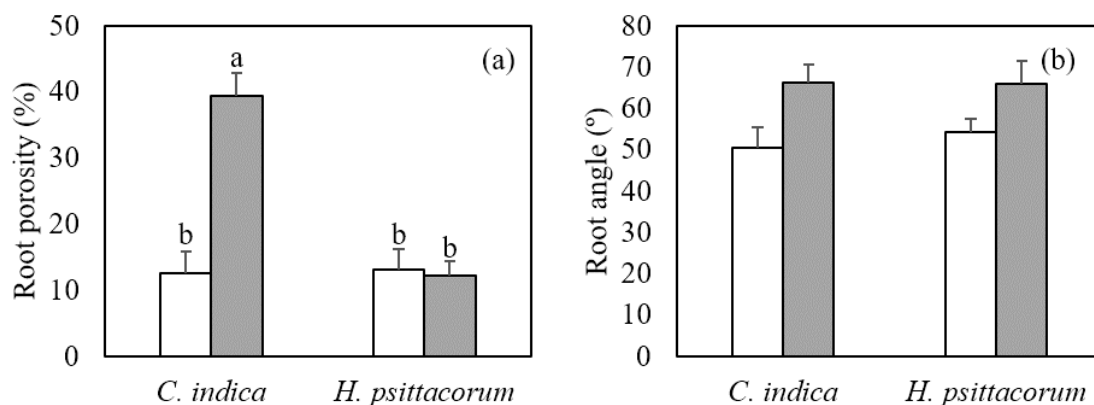 Root porosity (%)
50
40
30
20
10
0
(a)
b
a
b
b
C. indica
H. psittacorum
Root angle (º)
80
70
60
50
40
30
20
10
0
(b)
C. indica
H. psittacorum